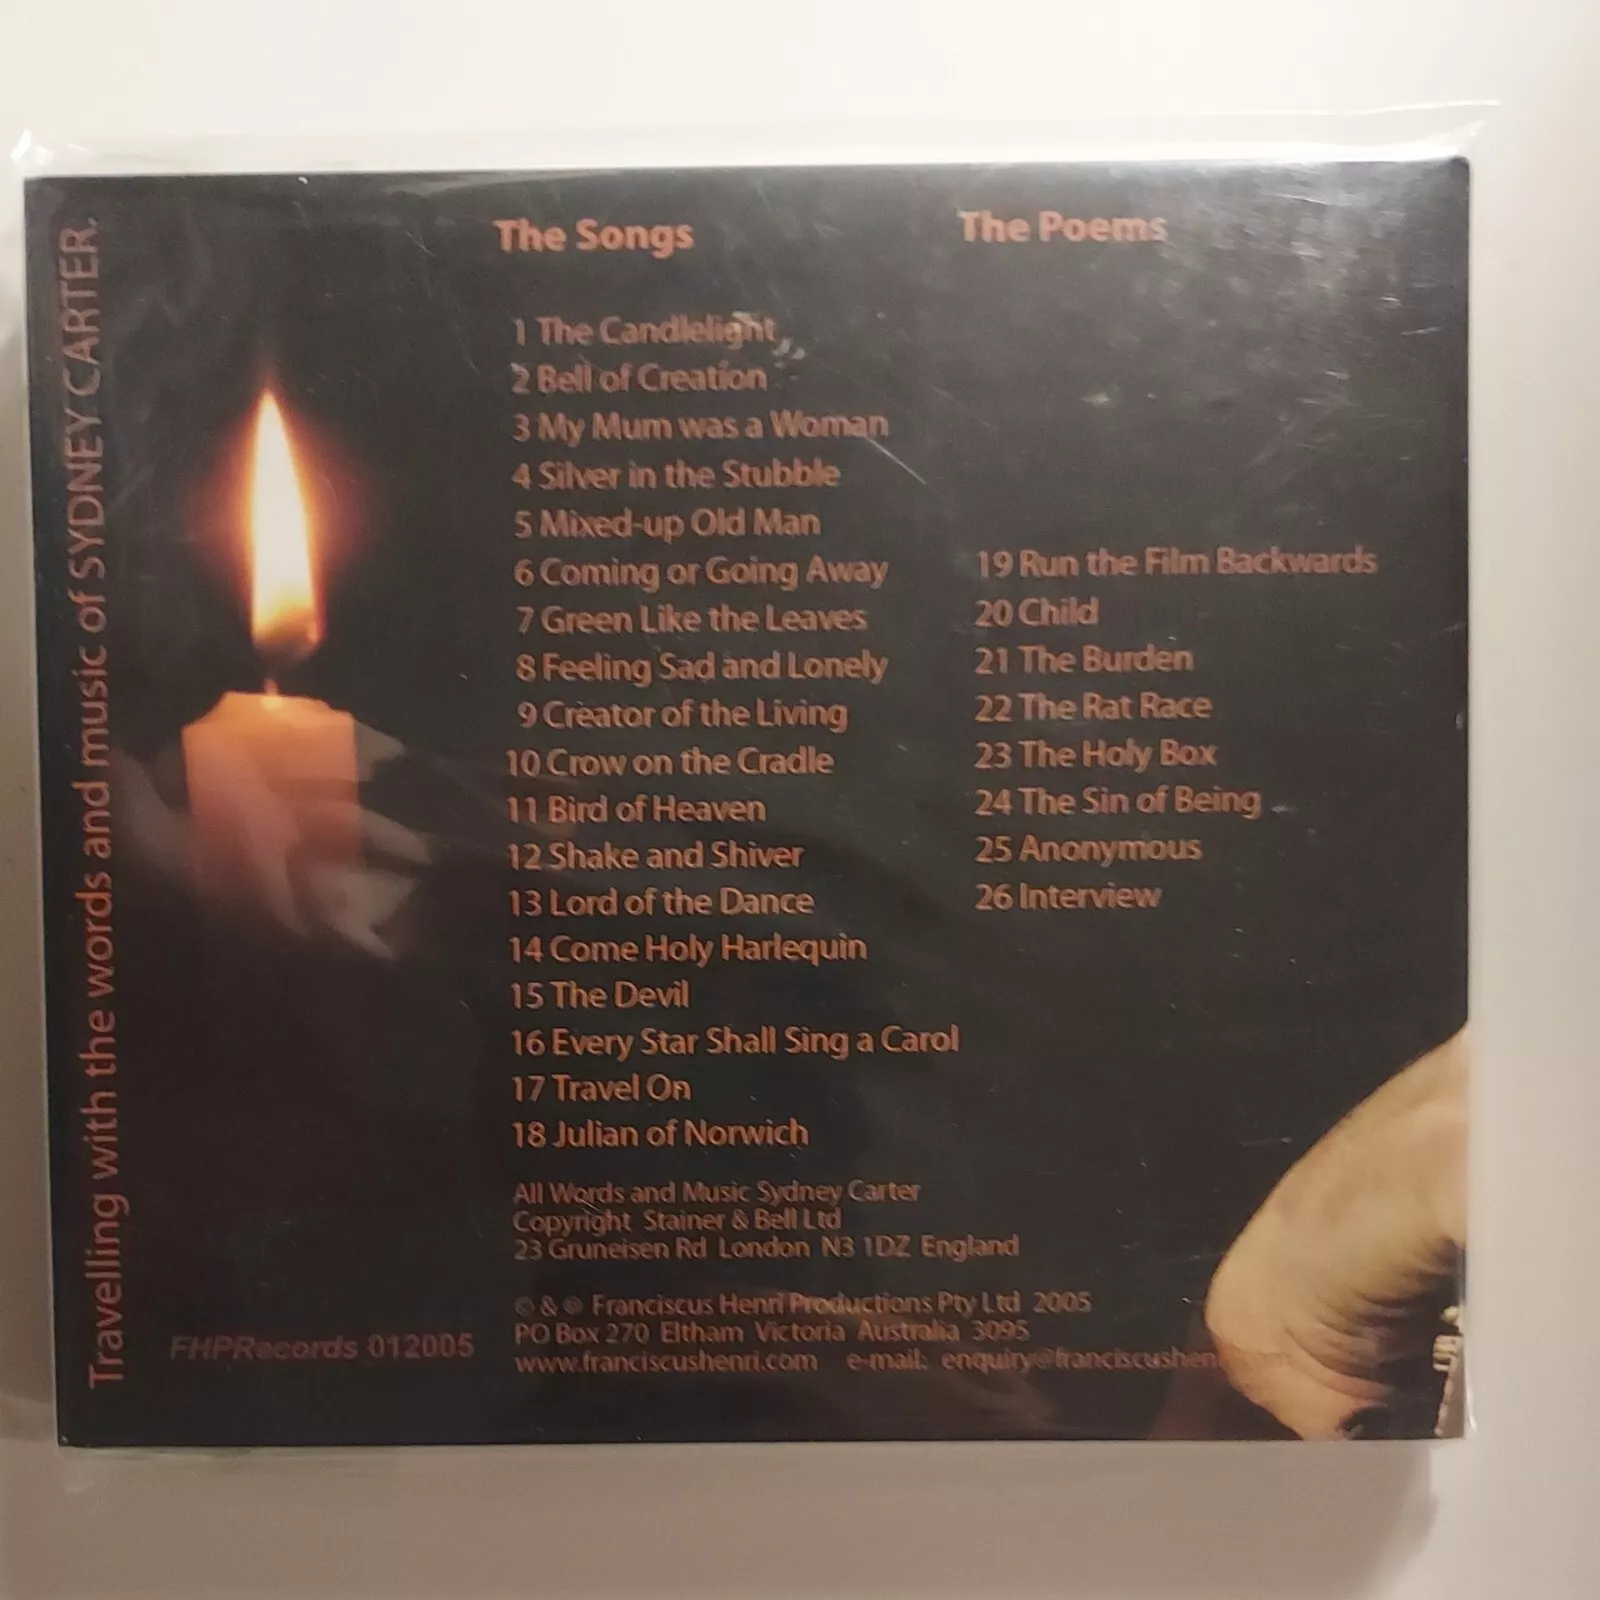 Travelling with the words and music of SYDNEY CARTER.
The Songs
1 The Candlelight
2 Bell of Creation
3 My Mum was a Woman
4 Silver in the Stubble
5 Mixed-up Old Man
6 Coming or Going Away
7 Green Like the Leaves
8 Feeling Sad and Lonely
9 Creator of the Living
10 Crow on the Cradle
11 Bird of Heaven
12 Shake and Shiver
13 Lord of the Dance
14 Come Holy Harlequin
15 The Devil
16 Every Star Shall Sing a Carol
17 Travel On
18 Julian of Norwich
The Poems
19 Run the Film Backwards
20 Child
21 The Burden
22 The Rat Race
23 The Holy Box
24 The Sin of Being
25 Anonymous
26 Interview
All Words and Music Sydney Carter
Copyright Stainer & Bell Ltd
23 Gruneisen Rd London N3 1DZ England
© & ℗ Franciscus Henri Productions Pty Ltd 2005
PO Box 270 Eltham Victoria Australia 3095
www.franciscushenri.com e-mail: enquiry@franciscushenri.com
FHPRecords 012005